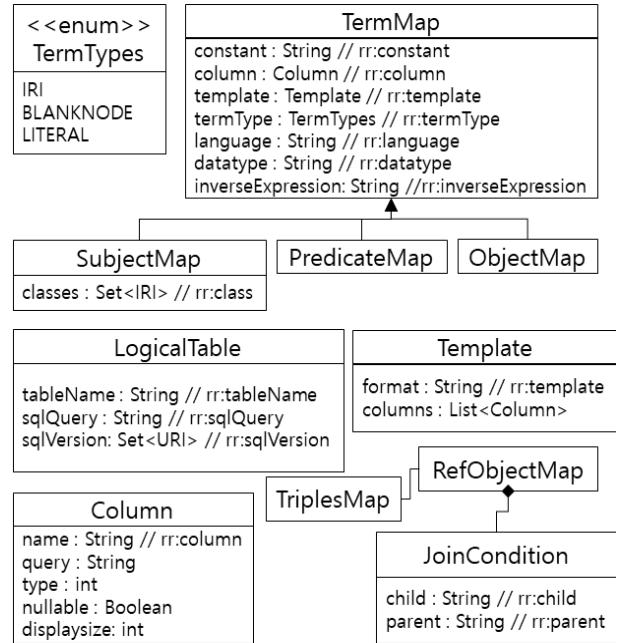 <<enum>>
TermTypes
IRI
BLANKNODE
LITERAL
TermMap
constant : String // rr:constant
column : Column // rr:column
template : Template // rr:template
termType : TermTypes // rr:termType
language : String // rr:language
datatype : String // rr:datatype
inverseExpression: String //rr:inverseExpression
SubjectMap
classes : Set<IRI> // rr:class
PredicateMap
ObjectMap
LogicalTable
tableName : String // rr:tableName
sqlQuery : String // rr:sqlQuery
sqlVersion: Set<URI> // rr:sqlVersion
Template
format : String // rr:template
columns : List<Column>
RefObjectMap
TriplesMap
Column
name : String // rr:column
query : String
type : int
nullable : Boolean
displaysize: int
JoinCondition
child : String // rr:child
parent : String // rr:parent